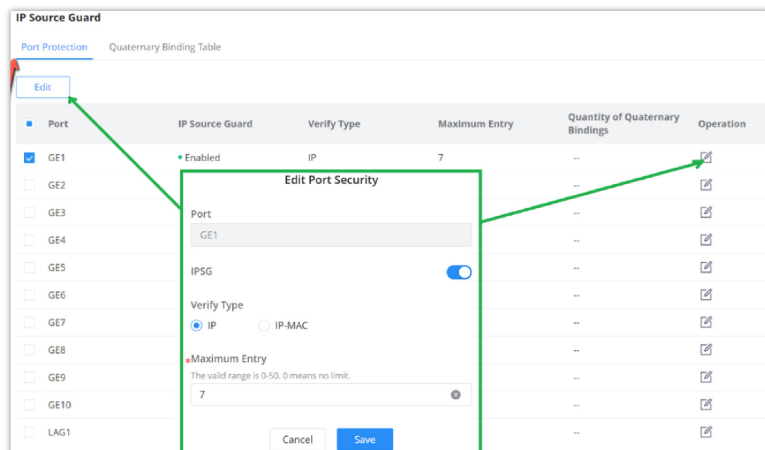 IP Source Guard
Port Protection Quaternary Binding Table
Edit
Port IP Source Guard Verify Type Maximum Entry Quantity of Quaternary Bindings Operation
GE1 Enabled IP 7 --
GE2 --
GE3 --
GE4 --
GE5 --
GE6 --
GE7 --
GE8 --
GE9 --
GE10 --
LAG1 --
Edit Port Security
Port
GE1
IPSG
Verify Type
IP IP-MAC
*Maximum Entry
The valid range is 0-50. 0 means no limit.
7
Cancel Save